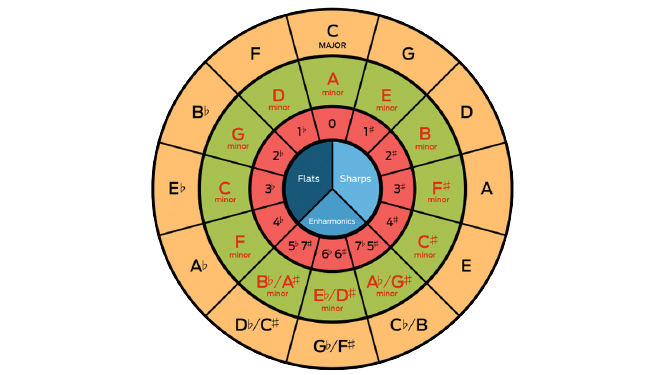 C
MAJOR
G
D
A
E
C♭/B
G♭/F♯
D♭/C♯
A♭
E♭
B♭
F
A
minor
E
minor
B
minor
F♯
minor
C♯
minor
A♭/G♯
minor
E♭/D♯
minor
B♭/A♯
minor
F
minor
C
minor
G
minor
D
minor
0
1♯
2♯
3♯
4♯
7♭ 5♯
6♭ 6♯
5♭ 7♯
4♭
3♭
2♭
1♭
Flats
Sharps
Enharmonics